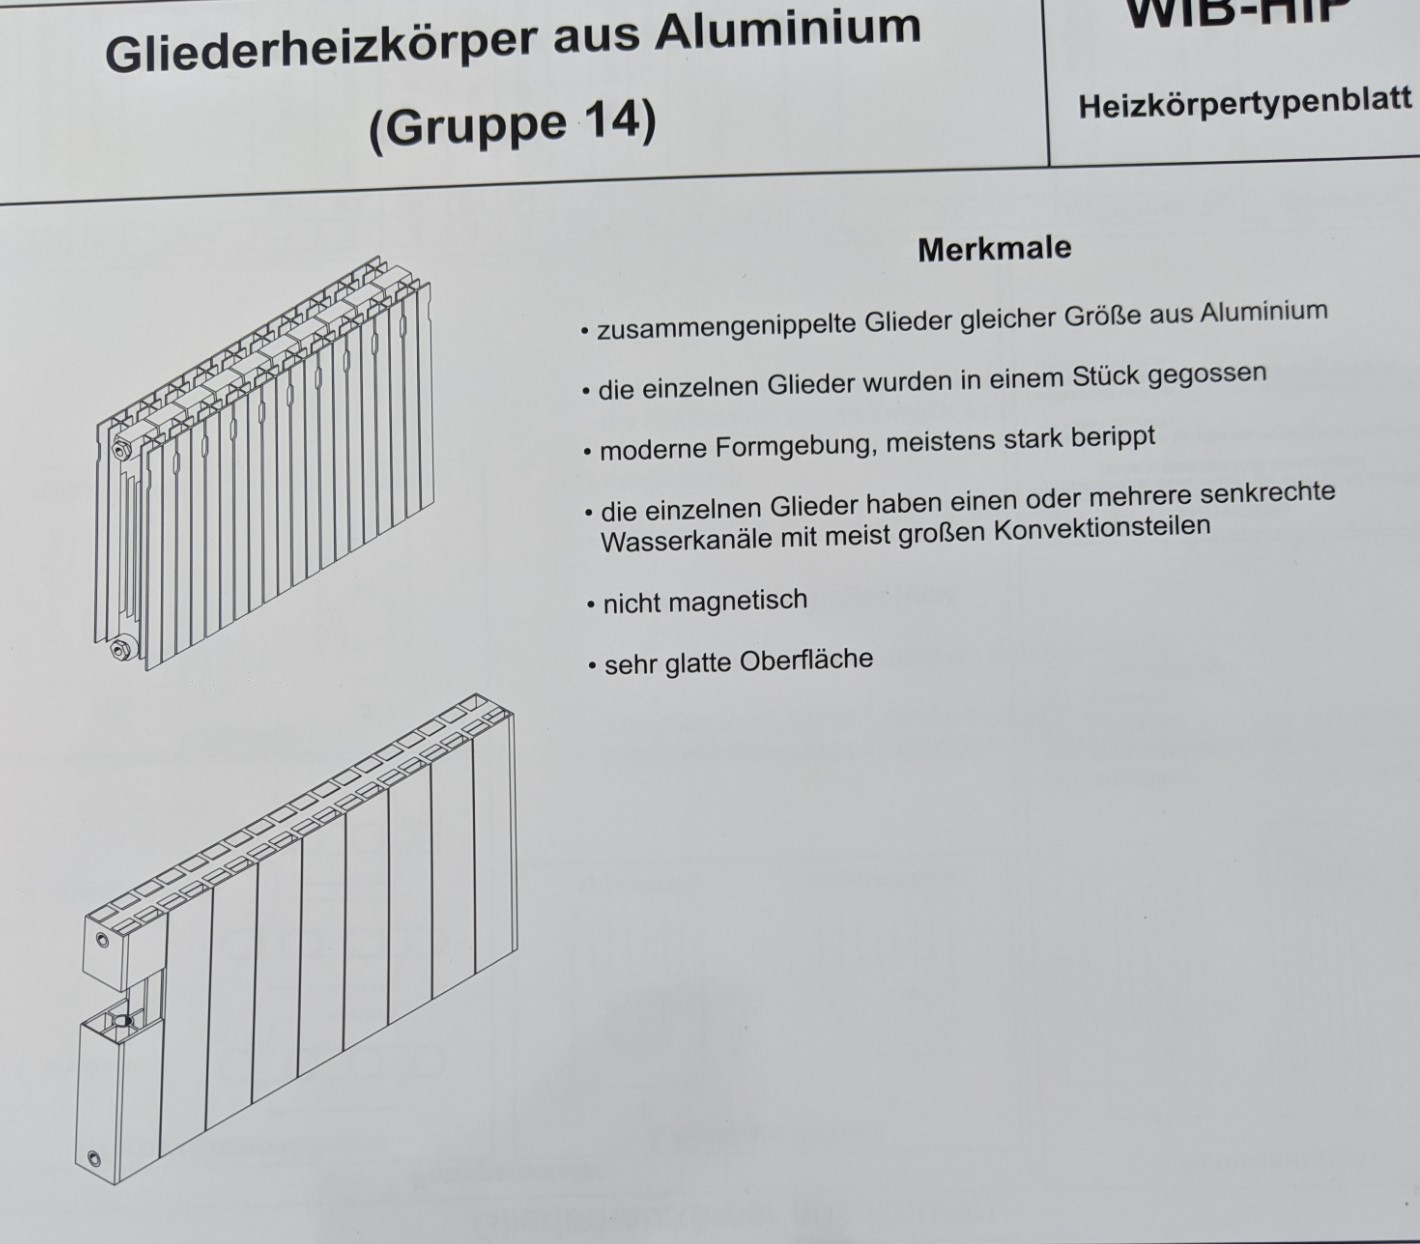 Gliederheizkörper aus Aluminium
(Gruppe 14)
WIB-HIP
Heizkörpertypenblatt
Merkmale
• zusammengenippelte Glieder gleicher Größe aus Aluminium
• die einzelnen Glieder wurden in einem Stück gegossen
• moderne Formgebung, meistens stark berippt
• die einzelnen Glieder haben einen oder mehrere senkrechte
Wasserkanäle mit meist großen Konvektionsteilen
• nicht magnetisch
• sehr glatte Oberfläche